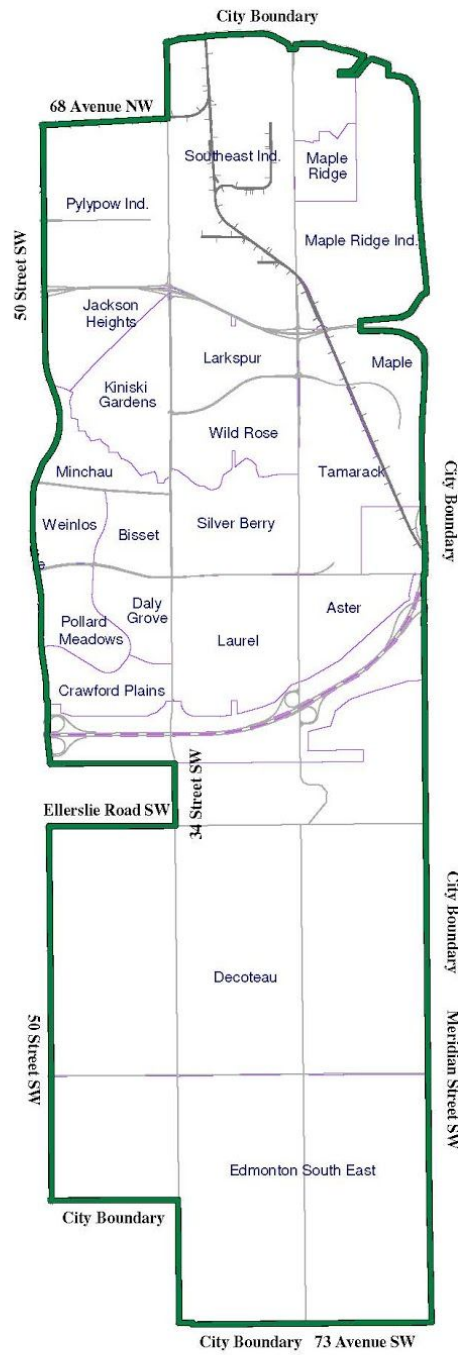 City Boundary
68 Avenue NW
Southeast Ind.
Maple
Ridge
Pylypow Ind.
Maple Ridge Ind.
50 Street SW
Jackson
Heights
Larkspur
Maple
Kiniski
Gardens
Wild Rose
Minchau
Tamarack
City Boundary
Weinlos
Bisset
Silver Berry
Daly
Grove
Aster
Pollard
Meadows
Laurel
Crawford Plains
34 Street SW
Ellerslie Road SW
City Boundary
Decoteau
50 Street SW
Meridian Street SW
Edmonton South East
City Boundary
City Boundary 73 Avenue SW